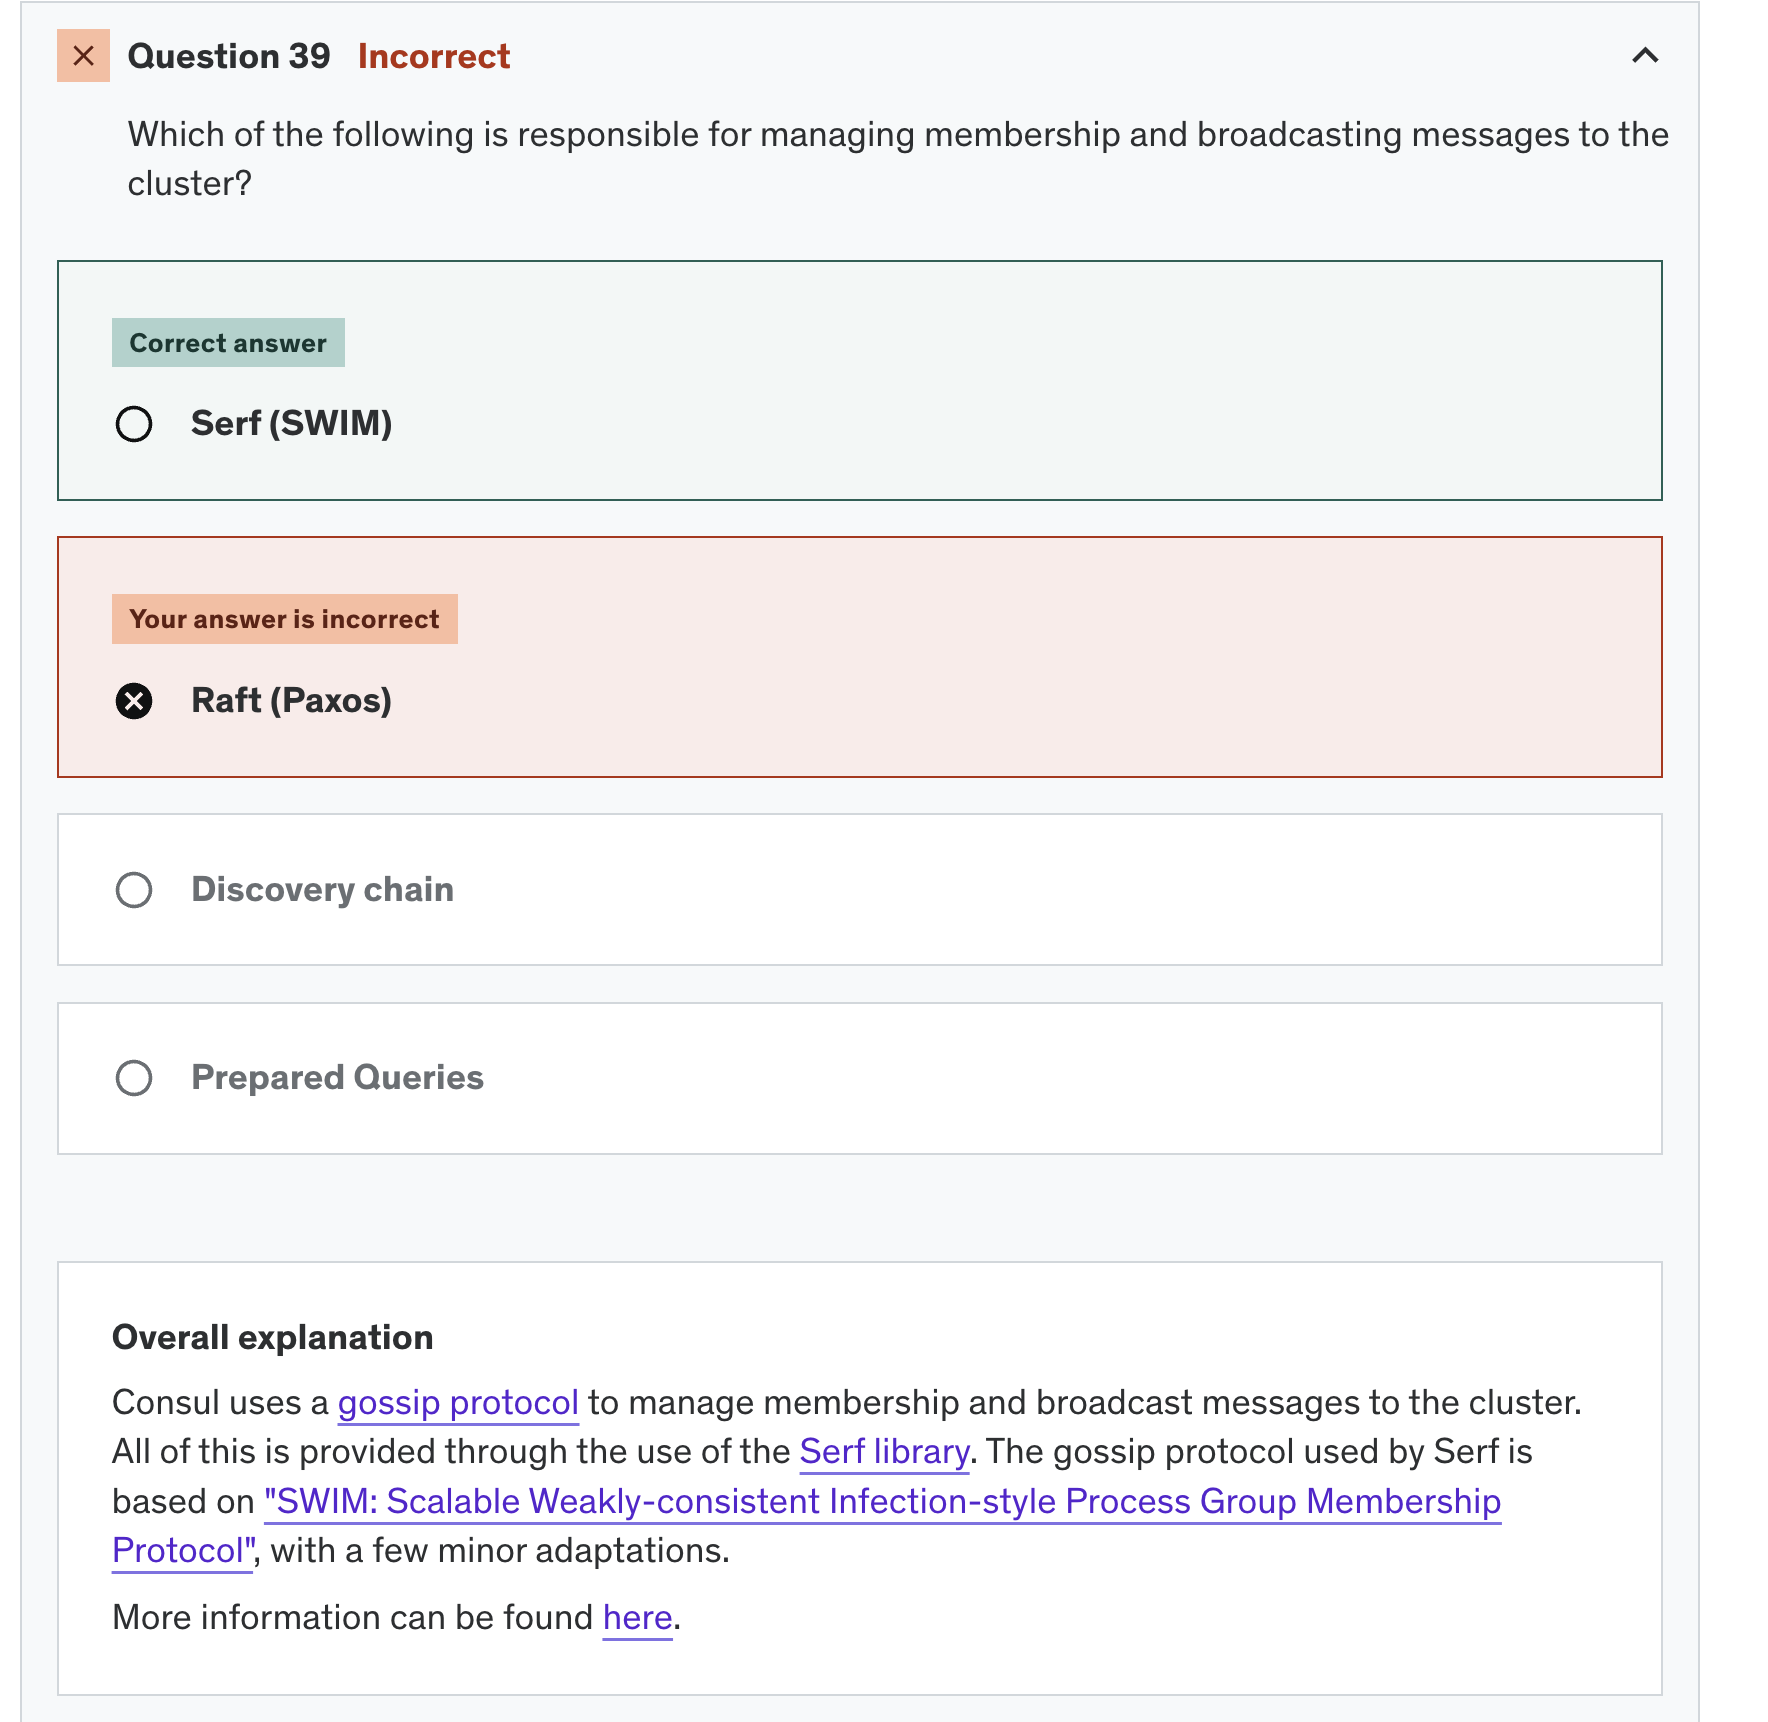 Question 39 Incorrect
Which of the following is responsible for managing membership and broadcasting messages to the
cluster?
Correct answer
Serf (SWIM)
Your answer is incorrect
Raft (Paxos)
Discovery chain
Prepared Queries
Overall explanation
Consul uses a gossip protocol to manage membership and broadcast messages to the cluster.
All of this is provided through the use of the Serf library. The gossip protocol used by Serf is
based on "SWIM: Scalable Weakly-consistent Infection-style Process Group Membership
Protocol", with a few minor adaptations.
More information can be found here.